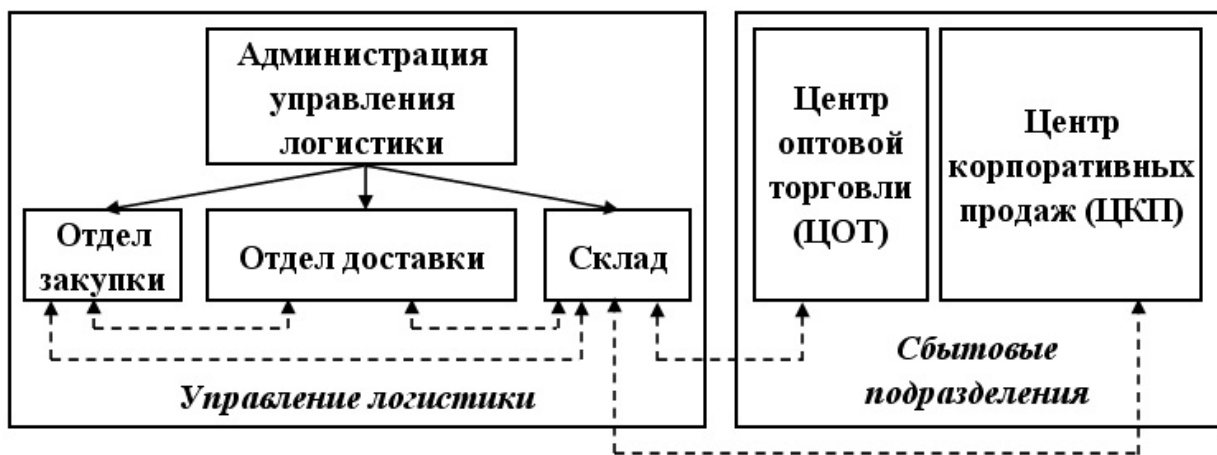 Администрация
управления
логистики
Отдел
закупки
Отдел доставки
Склад
Управление логистики
Центр
оптовой
торговли
(ЦОТ)
Центр
корпоративных
продаж (ЦКП)
Сбытовые
подразделения